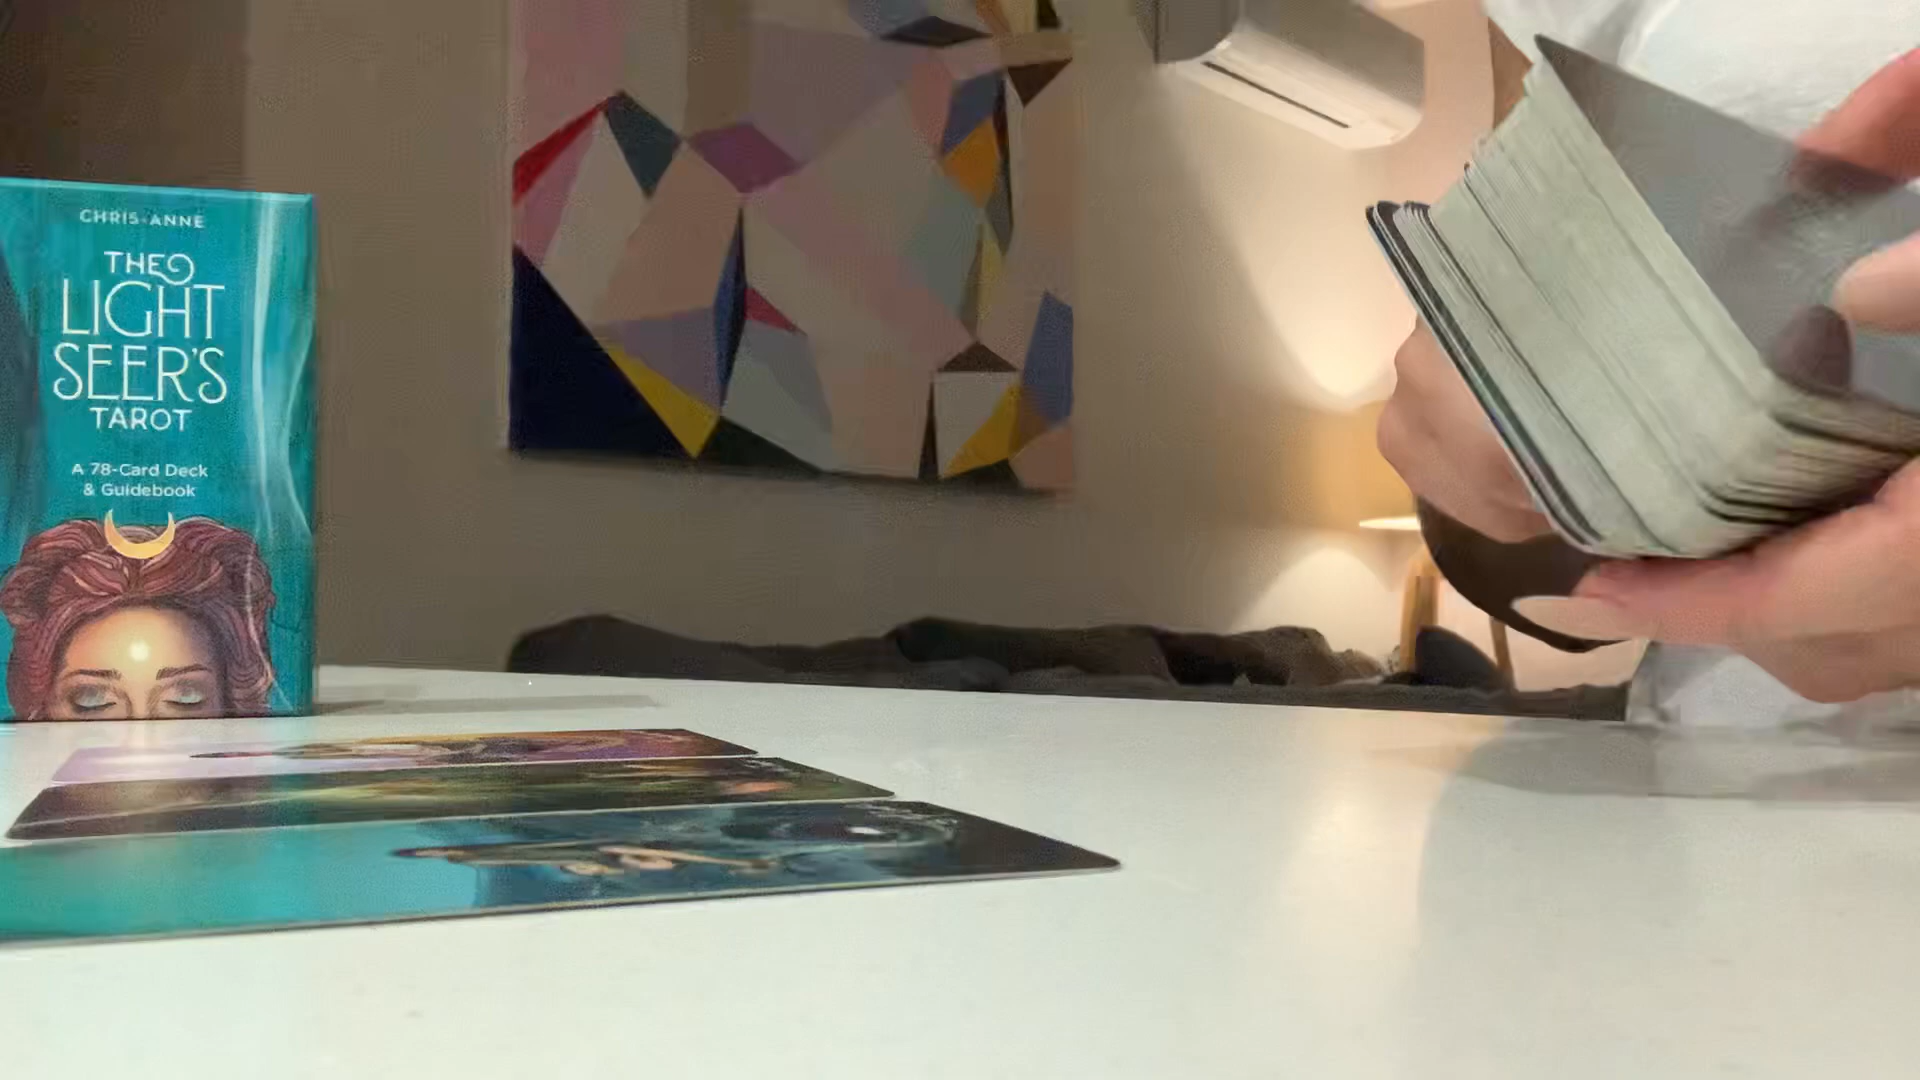 CHRIS-ANNE
THE
LIGHT
SEER'S
TAROT
A 78-Card Deck
& Guidebook